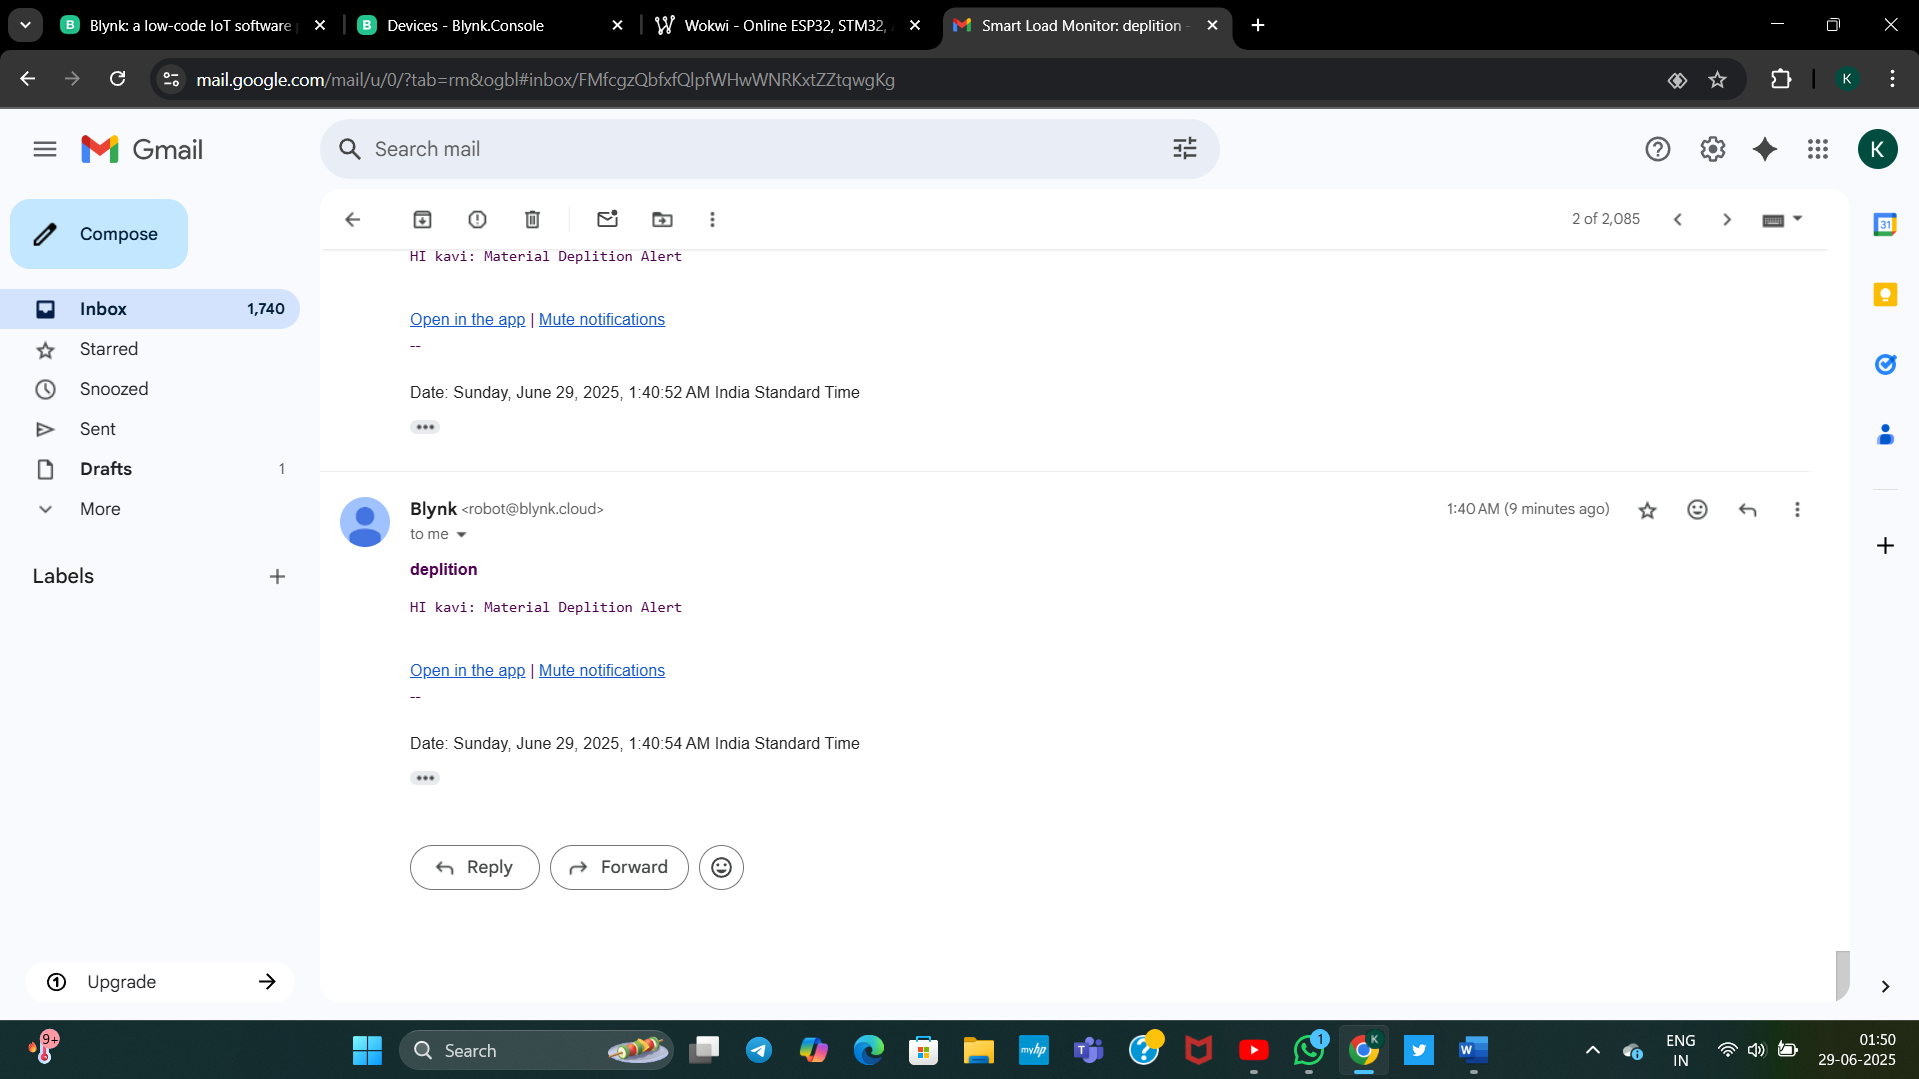 Blynk: a low-code IoT software
Devices - Blynk.Console
Wokwi - Online ESP32, STM32,
Smart Load Monitor: deplition -
mail.google.com/mail/u/0/?tab=rm&ogbl#inbox/FMfcgzQbfxfQlpfWHwWNRKxtZZtqwgKg
K
Gmail
Search mail
K
Compose
2 of 2,085
Inbox 1,740
Starred
Snoozed
Sent
Drafts 1
More
Labels
Upgrade
HI kavi: Material Deplition Alert
Open in the app | Mute notifications
--
Date: Sunday, June 29, 2025, 1:40:52 AM India Standard Time
Blynk <robot@blynk.cloud>
1:40 AM (9 minutes ago)
to me
deplition
HI kavi: Material Deplition Alert
Open in the app | Mute notifications
--
Date: Sunday, June 29, 2025, 1:40:54 AM India Standard Time
Reply
Forward
31
9+
Search
myhp
1
K
ENG
IN
01:50
29-06-2025